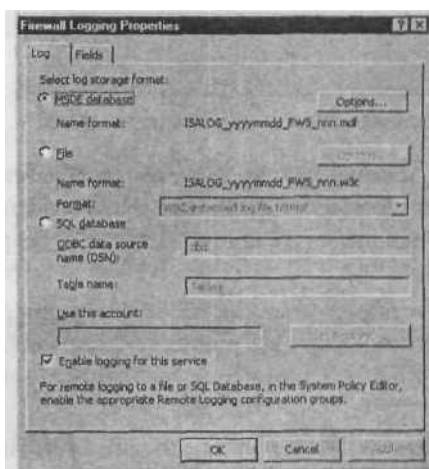 Firewall Logging Properties
Log Fields
Select log storage format:
MSDE database
Options...
Name format: ISALOG_yyyymmdd_FWS_nnn.mdf
File
Name format: ISALOG_yyyymmdd_FWS_nnn.w3c
Format:
SQL database
ODBC data source
name (DSN):
Table name:
Use this account:
Enable logging for this service
For remote logging to a file or SQL Database, in the System Policy Editor,
enable the appropriate Remote Logging configuration groups.
OK Cancel